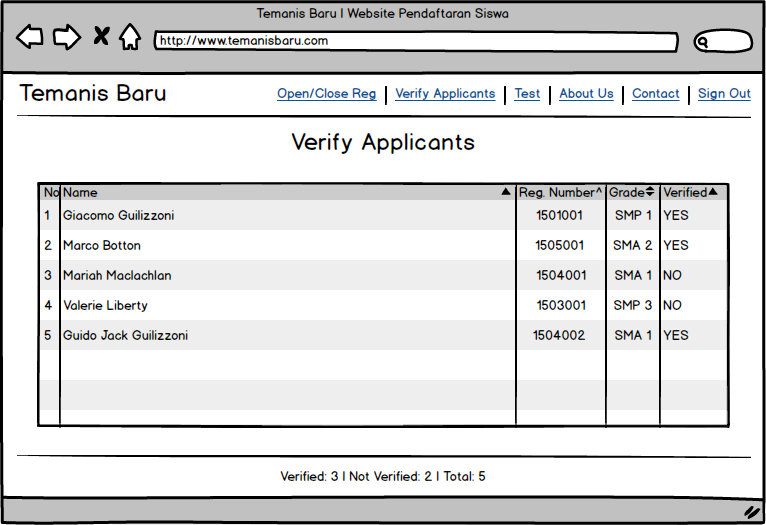 Temanis Baru | Website Pendaftaran Siswa
http://www.temanisbaru.com
Temanis Baru Open/Close Reg | Verify Applicants | Test | About Us | Contact | Sign Out
Verify Applicants
No Name Reg. Number^ Grade Verified
1 Giacomo Guilizzoni 1501001 SMP 1 YES
2 Marco Botton 1505001 SMA 2 YES
3 Mariah Maclachlan 1504001 SMA 1 NO
4 Valerie Liberty 1503001 SMP 3 NO
5 Guido Jack Guilizzoni 1504002 SMA 1 YES
Verified: 3 | Not Verified: 2 | Total: 5